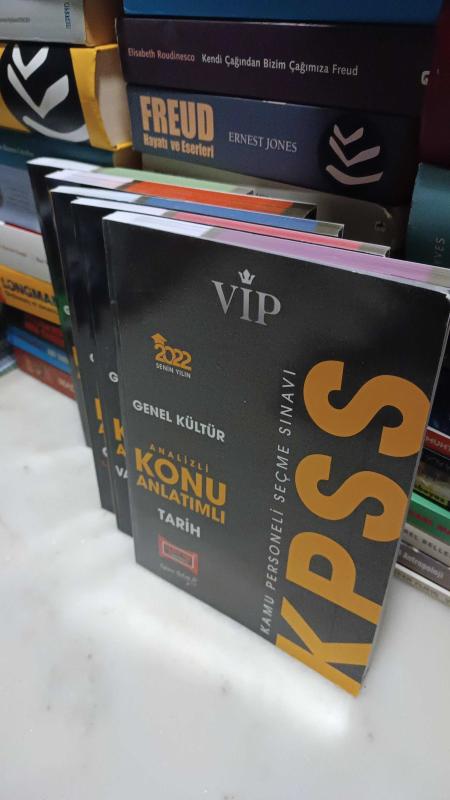 Elisabeth Roudinesco Kendi Çağından Bizim Çağımıza Freud
FREUD
Hayatı ve Eserleri
ERNEST JONES
LONGMAN
VIP
2022
SENİN YILIN
GENEL KÜLTÜR
ANALİZLİ
KONU
ANLATIMLI
TARİH
KAMU PERSONELİ SEÇME SINAVI
KPSS
Antropoloji